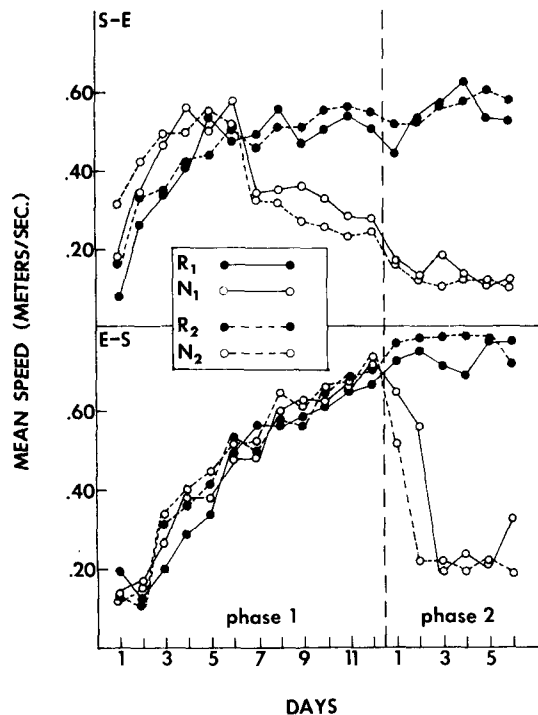 S-E
.60
.40
.20
R1
N1
R2
N2
E-S
.60
.40
.20
MEAN SPEED (METERS/SEC.)
phase 1
phase 2
1 3 5 7 9 11 1 3 5
DAYS